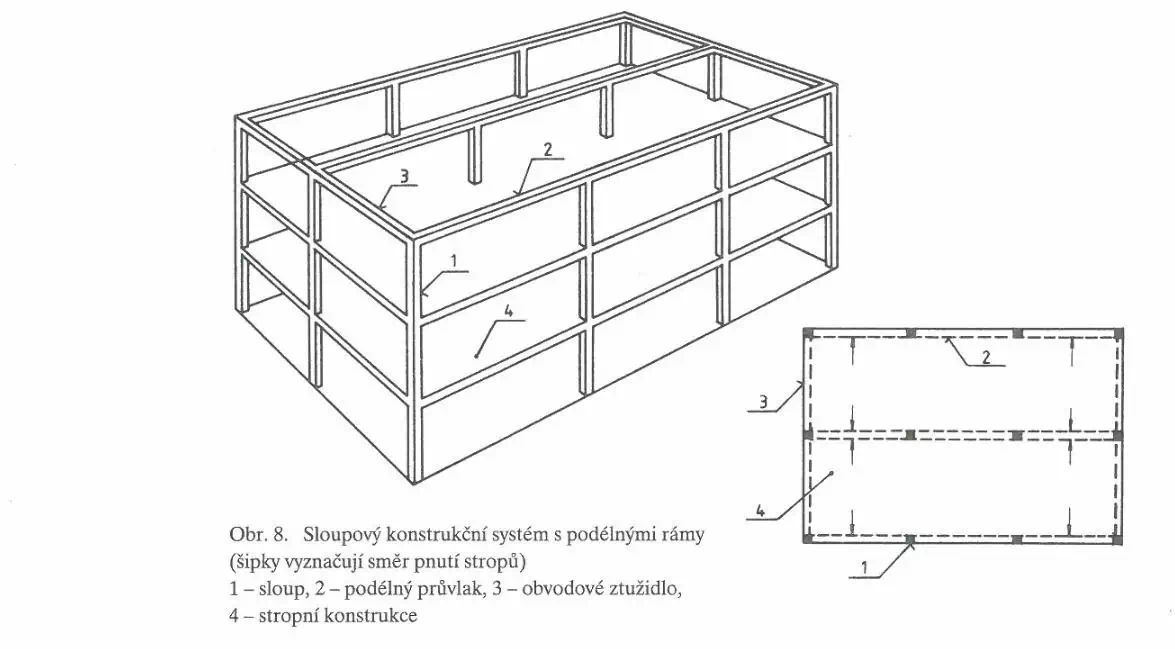 2
3
1
4
2
3
4
1
Obr. 8. Sloupový konstrukční systém s podélnými rámy
(šipky vyznačují směr pnutí stropů)
1 – sloup, 2 – podélný průvlak, 3 – obvodové ztužidlo,
4 – stropní konstrukce